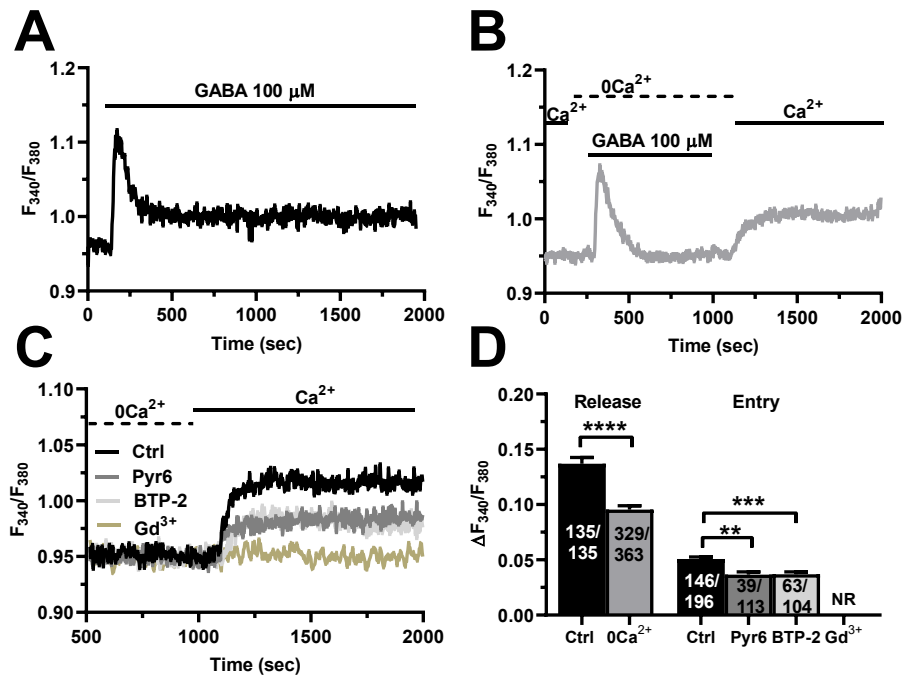 A
GABA 100 µM
F340/F380
1.2
1.1
1.0
0.9
0
500
1000
1500
2000
Time (sec)
B
0Ca2+
Ca2+
Ca2+
GABA 100 µM
F340/F380
1.2
1.1
1.0
0.9
0
500
1000
1500
2000
Time (sec)
C
Ca2+
0Ca2+
Ctrl
Pyr6
BTP-2
Gd3+
F340/F380
1.10
1.05
1.00
0.95
0.90
500
1000
1500
2000
Time (sec)
D
Release
Entry
****
***
**
ΔF340/F380
0.20
0.15
0.10
0.05
0.00
135/
135
329/
363
146/
196
39/
113
63/
104
NR
Ctrl
0Ca2+
Ctrl
Pyr6
BTP-2
Gd3+